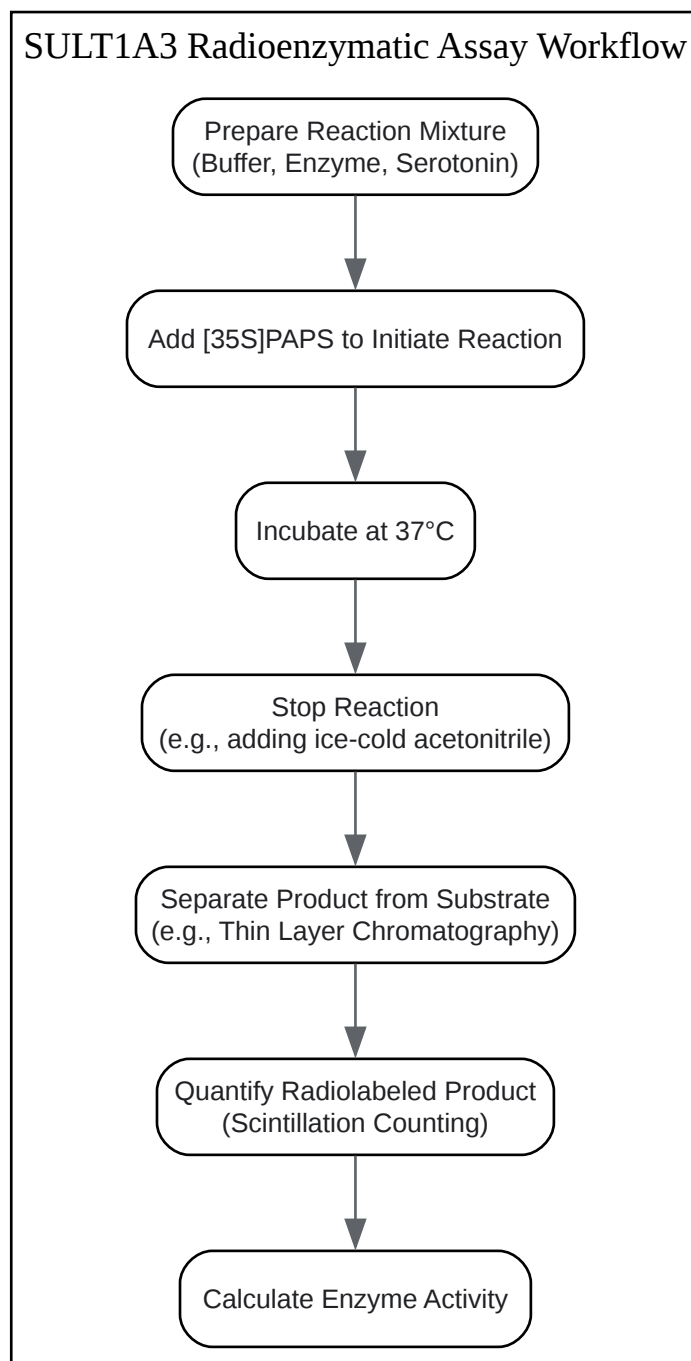 SULT1A3 Radioenzymatic Assay Workflow
Prepare Reaction Mixture
(Buffer, Enzyme, Serotonin)
Add [35S]PAPS to Initiate Reaction
Incubate at 37°C
Stop Reaction
(e.g., adding ice-cold acetonitrile)
Separate Product from Substrate
(e.g., Thin Layer Chromatography)
Quantify Radiolabeled Product
(Scintillation Counting)
Calculate Enzyme Activity